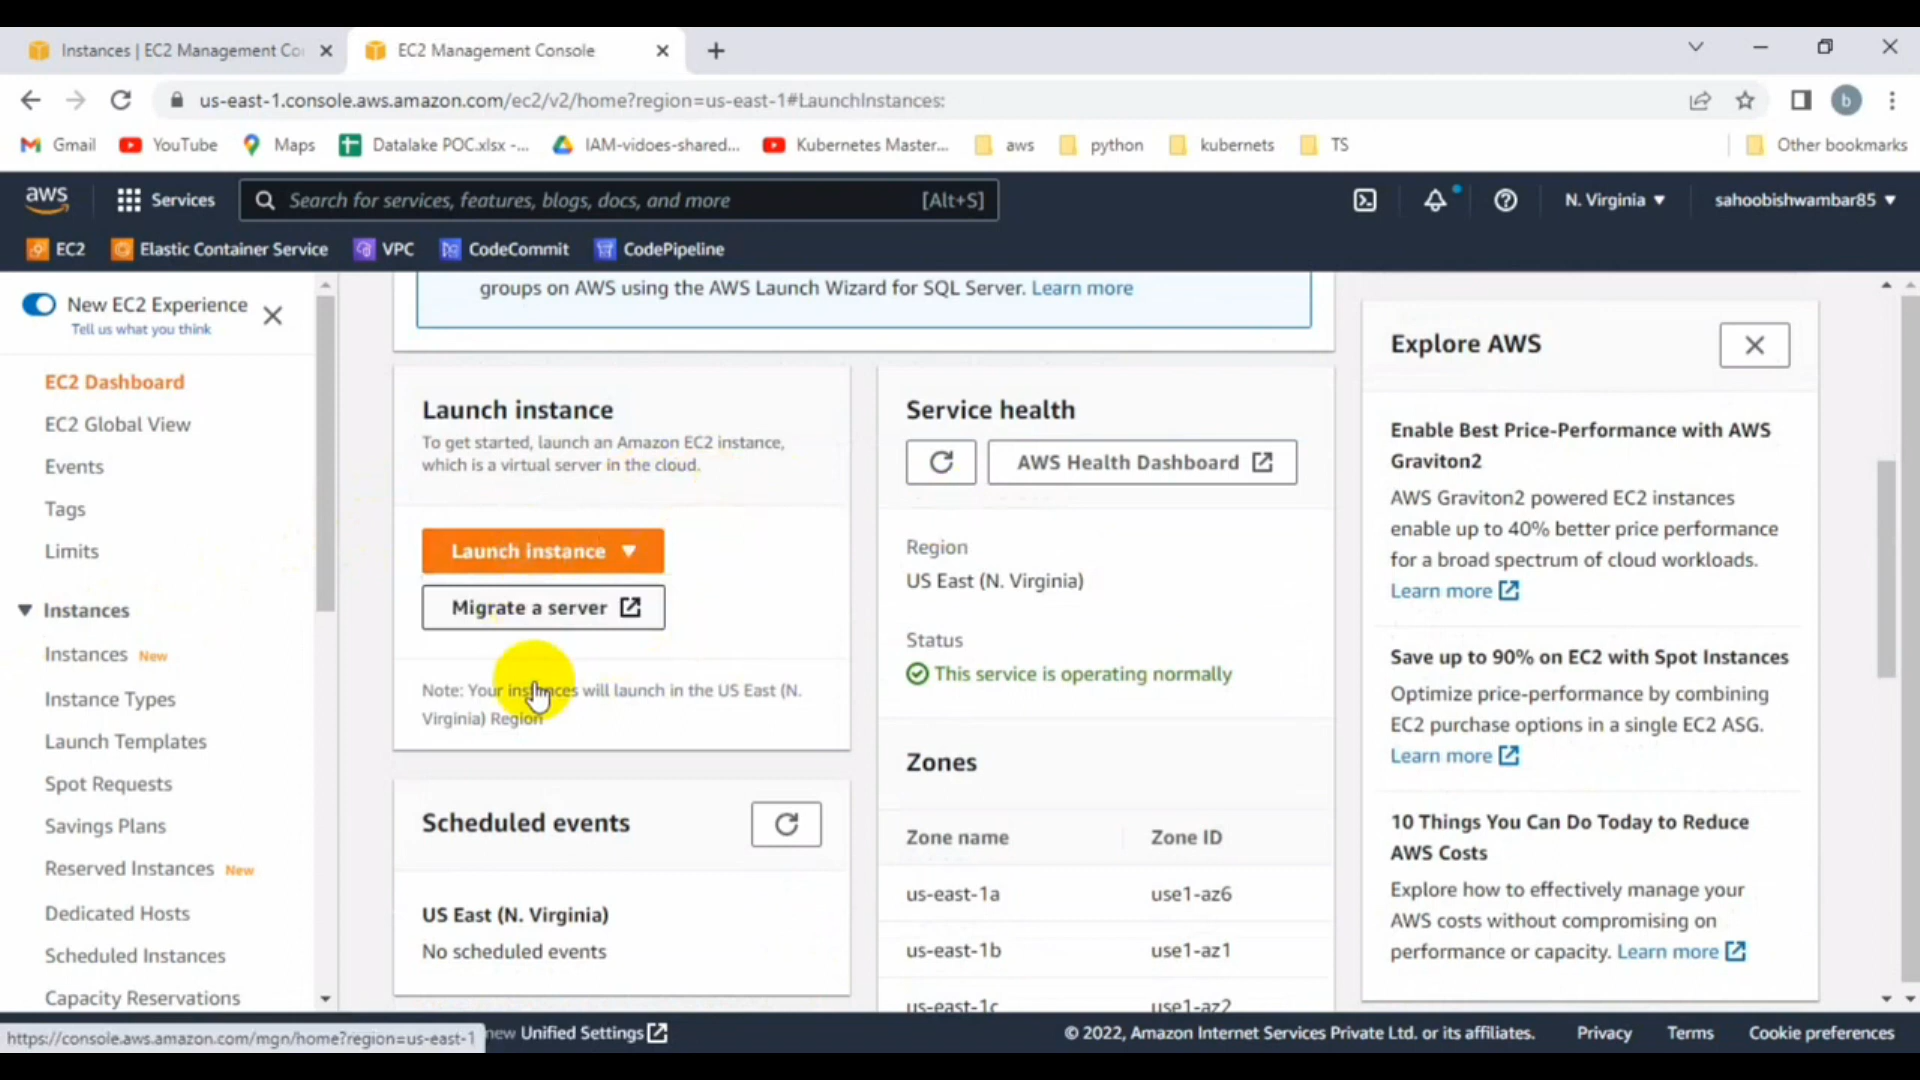 Instances | EC2 Management Co
EC2 Management Console
us-east-1.console.aws.amazon.com/ec2/v2/home?region=us-east-1#LaunchInstances:
b
Gmail
YouTube
Maps
Datalake POC.xlsx -...
IAM-vidoes-shared...
Kubernetes Master...
aws
python
kubernets
TS
Other bookmarks
aws
Services
Search for services, features, blogs, docs, and more
[Alt+S]
N. Virginia
sahoobishwambar85
EC2
Elastic Container Service
VPC
CodeCommit
CodePipeline
New EC2 Experience
Tell us what you think
EC2 Dashboard
EC2 Global View
Events
Tags
Limits
Instances
Instances New
Instance Types
Launch Templates
Spot Requests
Savings Plans
Reserved Instances New
Dedicated Hosts
Scheduled Instances
Capacity Reservations
groups on AWS using the AWS Launch Wizard for SQL Server. Learn more
Launch instance
To get started, launch an Amazon EC2 instance,
which is a virtual server in the cloud.
Launch instance
Migrate a server
Note: Your instances will launch in the US East (N.
Virginia) Region
Scheduled events
US East (N. Virginia)
No scheduled events
Service health
AWS Health Dashboard
Region
US East (N. Virginia)
Status
This service is operating normally
Zones
Zone name
Zone ID
us-east-1a
use1-az6
us-east-1b
use1-az1
us-east-1c
use1-az2
Explore AWS
Enable Best Price-Performance with AWS
Graviton2
AWS Graviton2 powered EC2 instances
enable up to 40% better price performance
for a broad spectrum of cloud workloads.
Learn more
Save up to 90% on EC2 with Spot Instances
Optimize price-performance by combining
EC2 purchase options in a single EC2 ASG.
Learn more
10 Things You Can Do Today to Reduce
AWS Costs
Explore how to effectively manage your
AWS costs without compromising on
performance or capacity. Learn more
https://console.aws.amazon.com/mgn/home?region=us-east-1
new Unified Settings
© 2022, Amazon Internet Services Private Ltd. or its affiliates.
Privacy
Terms
Cookie preferences